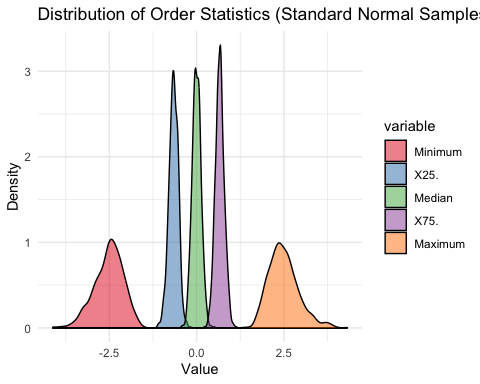 Distribution of Order Statistics (Standard Normal Samples
Density
3
2
1
0
-2.5
0.0
2.5
Value
variable
Minimum
X25.
Median
X75.
Maximum